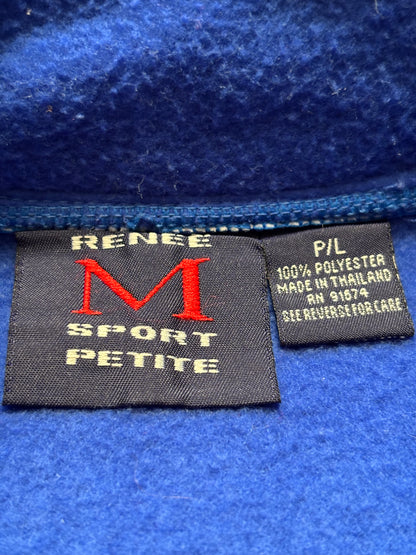 RENEE
M
SPORT
PETITE
P/L
100% POLYESTER
MADE IN THAILAND
RN 91674
SEE REVERSE FOR CARE